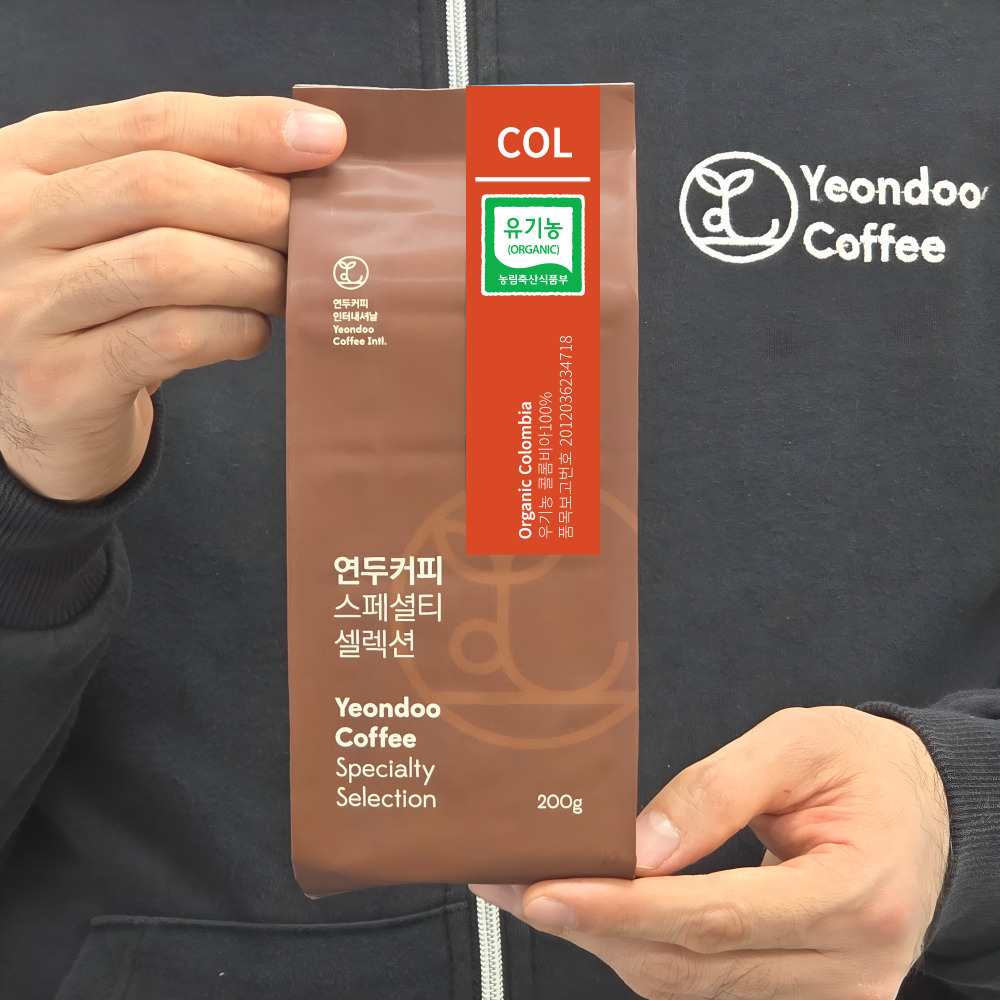 COL
유기농
(ORGANIC)
농림축산식품부
Organic Colombia
우기농 콜롬비아100%
품목보고번호 2012036234718
연두커피
인터내셔날
Yeondoo
Coffee Intl.
연두커피
스페셜티
셀렉션
Yeondoo
Coffee
Specialty
Selection
200g
Yeondoo
Coffee